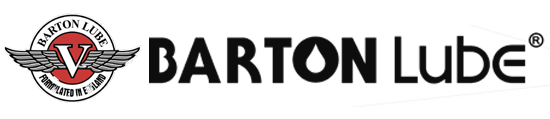 BARTON LUBE
V
FORMULATED IN ENGLAND
BARTON Lube®